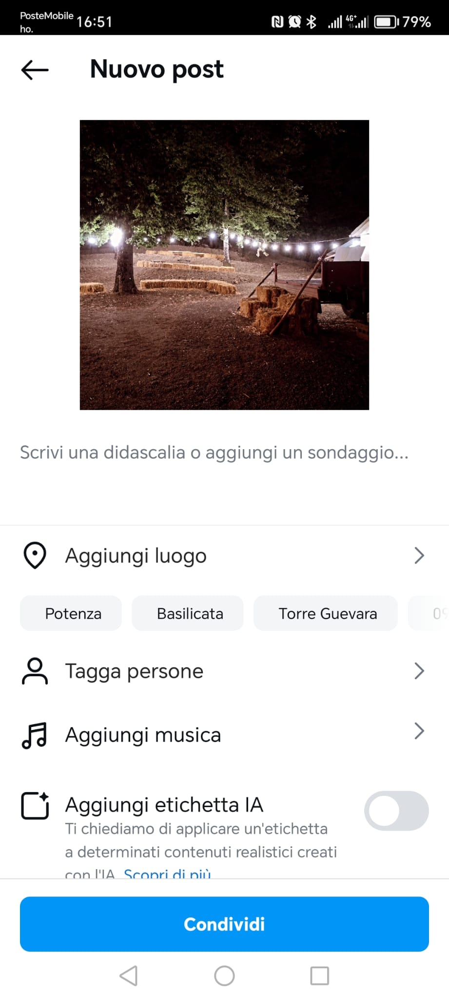 PosteMobile
ho.
16:51
4G+
79%
Nuovo post
Scrivi una didascalia o aggiungi un sondaggio...
Aggiungi luogo
Potenza
Basilicata
Torre Guevara
Tagga persone
Aggiungi musica
Aggiungi etichetta IA
Ti chiediamo di applicare un'etichetta
a determinati contenuti realistici creati
con l'IA. Scopri di più
Condividi